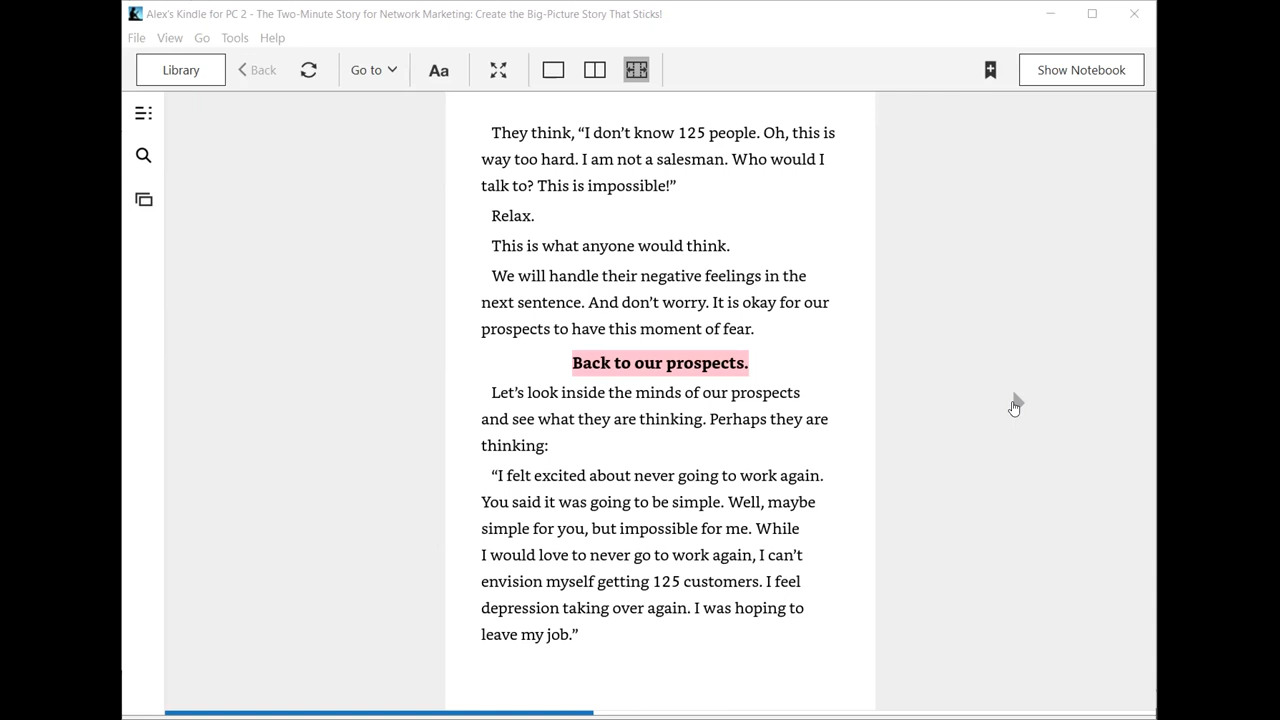 Alex's Kindle for PC 2 - The Two-Minute Story for Network Marketing: Create the Big-Picture Story That Sticks!
File View Go Tools Help
Library Back Go to Aa Show Notebook
They think, “I don’t know 125 people. Oh, this is
way too hard. I am not a salesman. Who would I
talk to? This is impossible!”
Relax.
This is what anyone would think.
We will handle their negative feelings in the
next sentence. And don’t worry. It is okay for our
prospects to have this moment of fear.
Back to our prospects.
Let’s look inside the minds of our prospects
and see what they are thinking. Perhaps they are
thinking:
“I felt excited about never going to work again.
You said it was going to be simple. Well, maybe
simple for you, but impossible for me. While
I would love to never go to work again, I can’t
envision myself getting 125 customers. I feel
depression taking over again. I was hoping to
leave my job.”